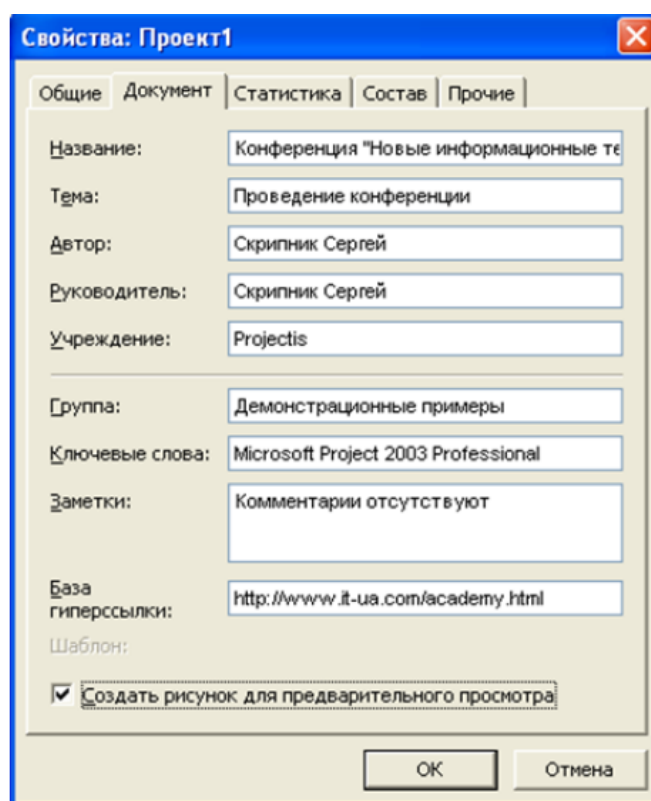 Свойства: Проект1
Общие Документ Статистика Состав Прочие
Название: Конференция "Новые информационные те
Тема: Проведение конференции
Автор: Скрипник Сергей
Руководитель: Скрипник Сергей
Учреждение: Projectis
Группа: Демонстрационные примеры
Ключевые слова: Microsoft Project 2003 Professional
Заметки: Комментарии отсутствуют
База
гиперссылки: http://www.it-ua.com/academy.html
Шаблон:
Создать рисунок для предварительного просмотра
ОК Отмена